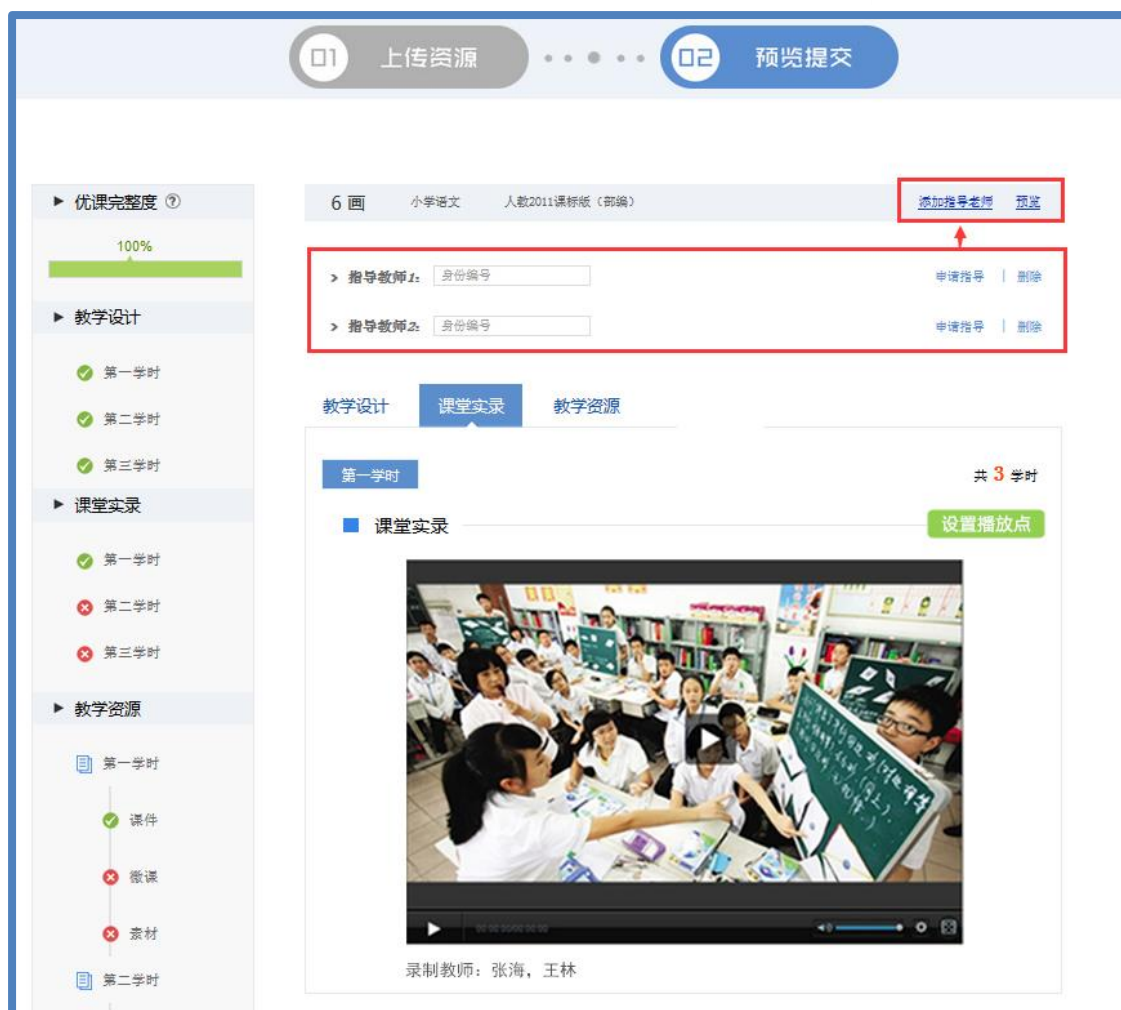 01 上传资源 02 预览提交
优课完整度 ?
100%
教学设计
第一学时
第二学时
第三学时
课堂实录
第一学时
第二学时
第三学时
教学资源
第一学时
课件
微课
素材
第二学时
6画 小学语文 人教2011课标版（部编） 添加指导老师 预览
指导教师1: 身份编号 申请指导 | 删除
指导教师2: 身份编号 申请指导 | 删除
教学设计 课堂实录 教学资源
第一学时 共 3 学时
课堂实录 设置播放点
录制教师：张海，王林